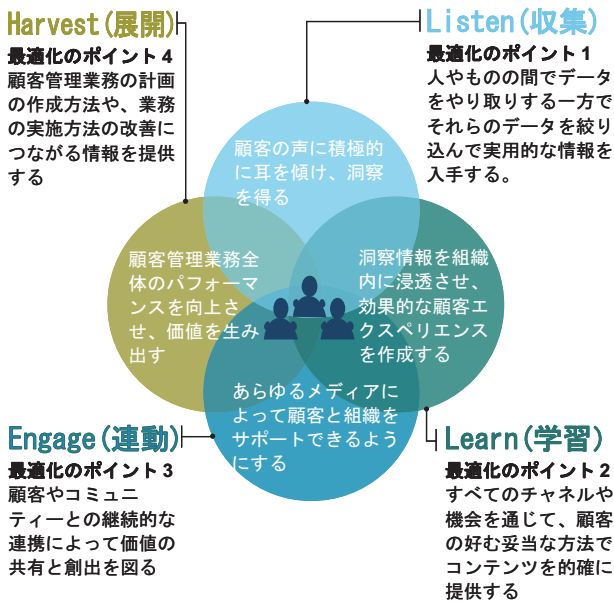 Harvest(展開)
最適化のポイント4
顧客管理業務の計画
の作成方法や、業務
の実施方法の改善に
つながる情報を提供
する
Listen(収集)
最適化のポイント1
人やものの間でデータ
をやり取りする一方で
それらのデータを絞り
込んで実用的な情報を
入手する。
顧客の声に積極的
に耳を傾け、洞察
を得る
顧客管理業務全
体のパフォーマ
ンスを向上さ
せ、価値を生み
出す
洞察情報を組織
内に浸透させ、
効果的な顧客エ
クスペリエンス
を作成する
あらゆるメディアに
よって顧客と組織を
サポートできるよう
にする
Engage(連動)
最適化のポイント3
顧客やコミュニ
ティーとの継続的な
連携によって価値の
共有と創出を図る
Learn(学習)
最適化のポイント2
すべてのチャネルや
機会を通じて、顧客
の好む妥当な方法で
コンテンツを的確に
提供する